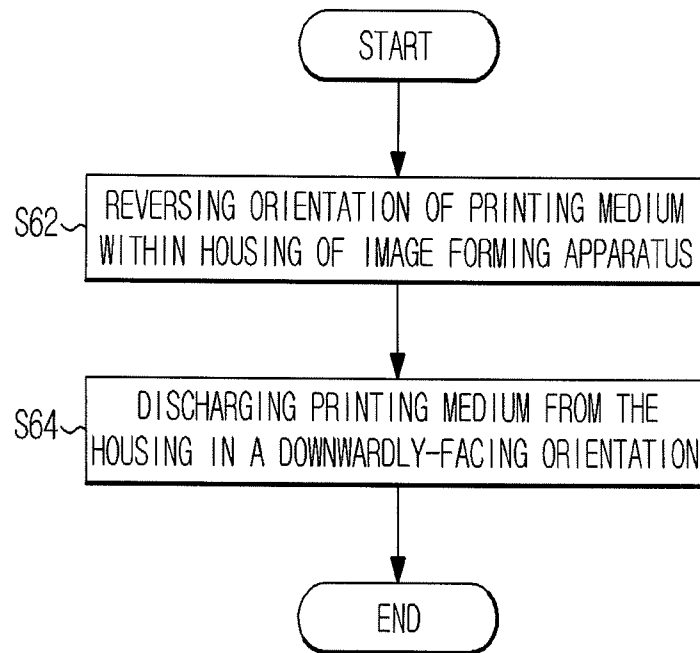 START
S62
REVERSING ORIENTATION OF PRINTING MEDIUM
WITHIN HOUSING OF IMAGE FORMING APPARATUS
S64
DISCHARGING PRINTING MEDIUM FROM THE
HOUSING IN A DOWNWARDLY-FACING ORIENTATION
END